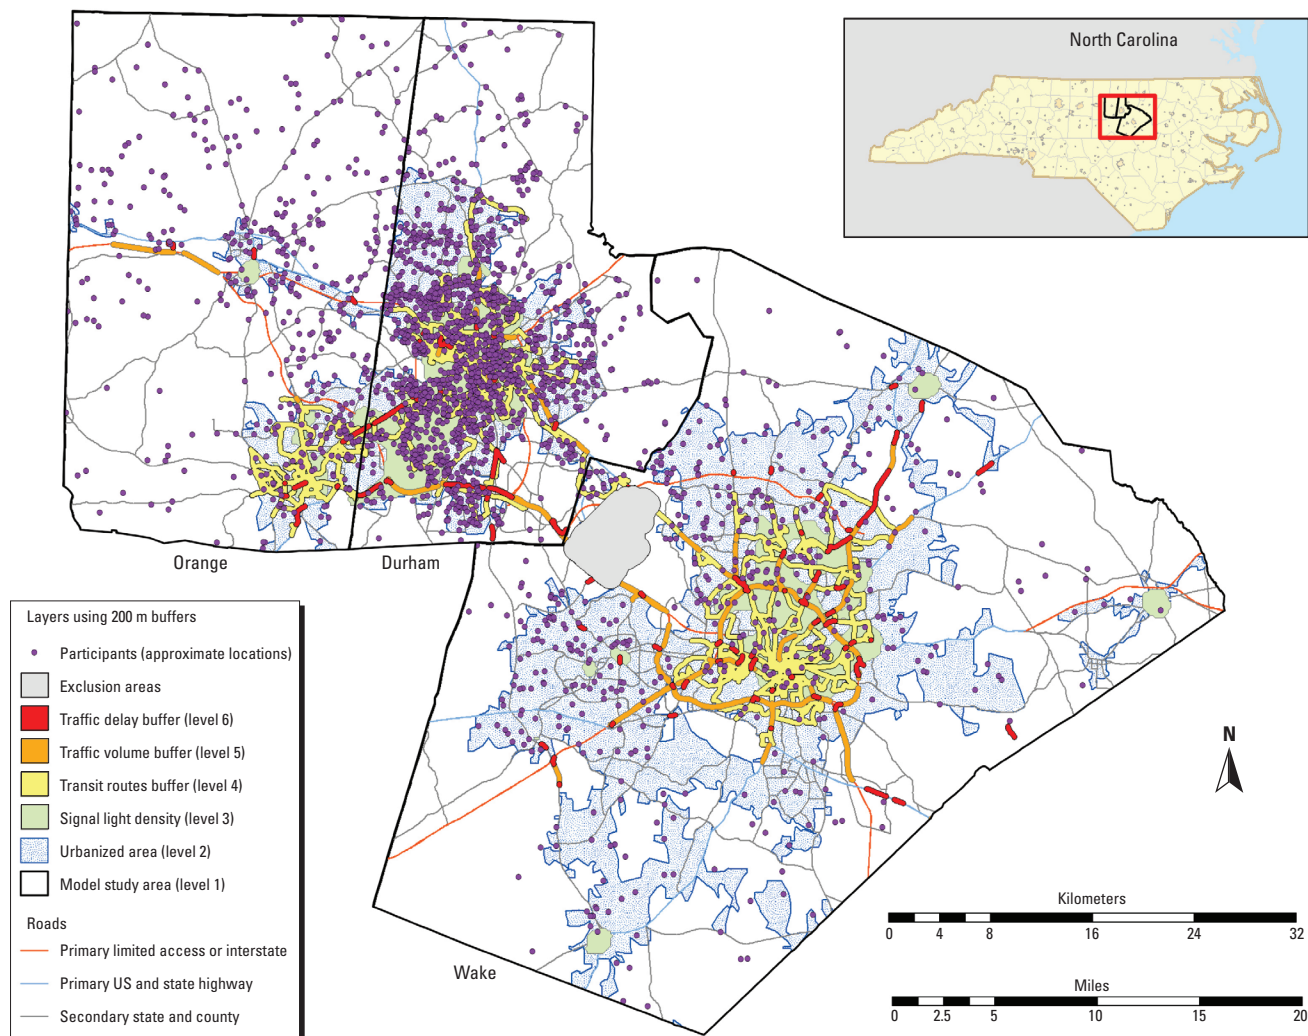 North Carolina
Orange
Durham
Layers using 200 m buffers
Participants (approximate locations)
Exclusion areas
Traffic delay buffer (level 6)
Traffic volume buffer (level 5)
Transit routes buffer (level 4)
Signal light density (level 3)
Urbanized area (level 2)
Model study area (level 1)
Roads
Primary limited access or interstate
Primary US and state highway
Secondary state and county
Wake
N
Kilometers
0 4 8 16 24 32
Miles
0 2.5 5 10 15 20